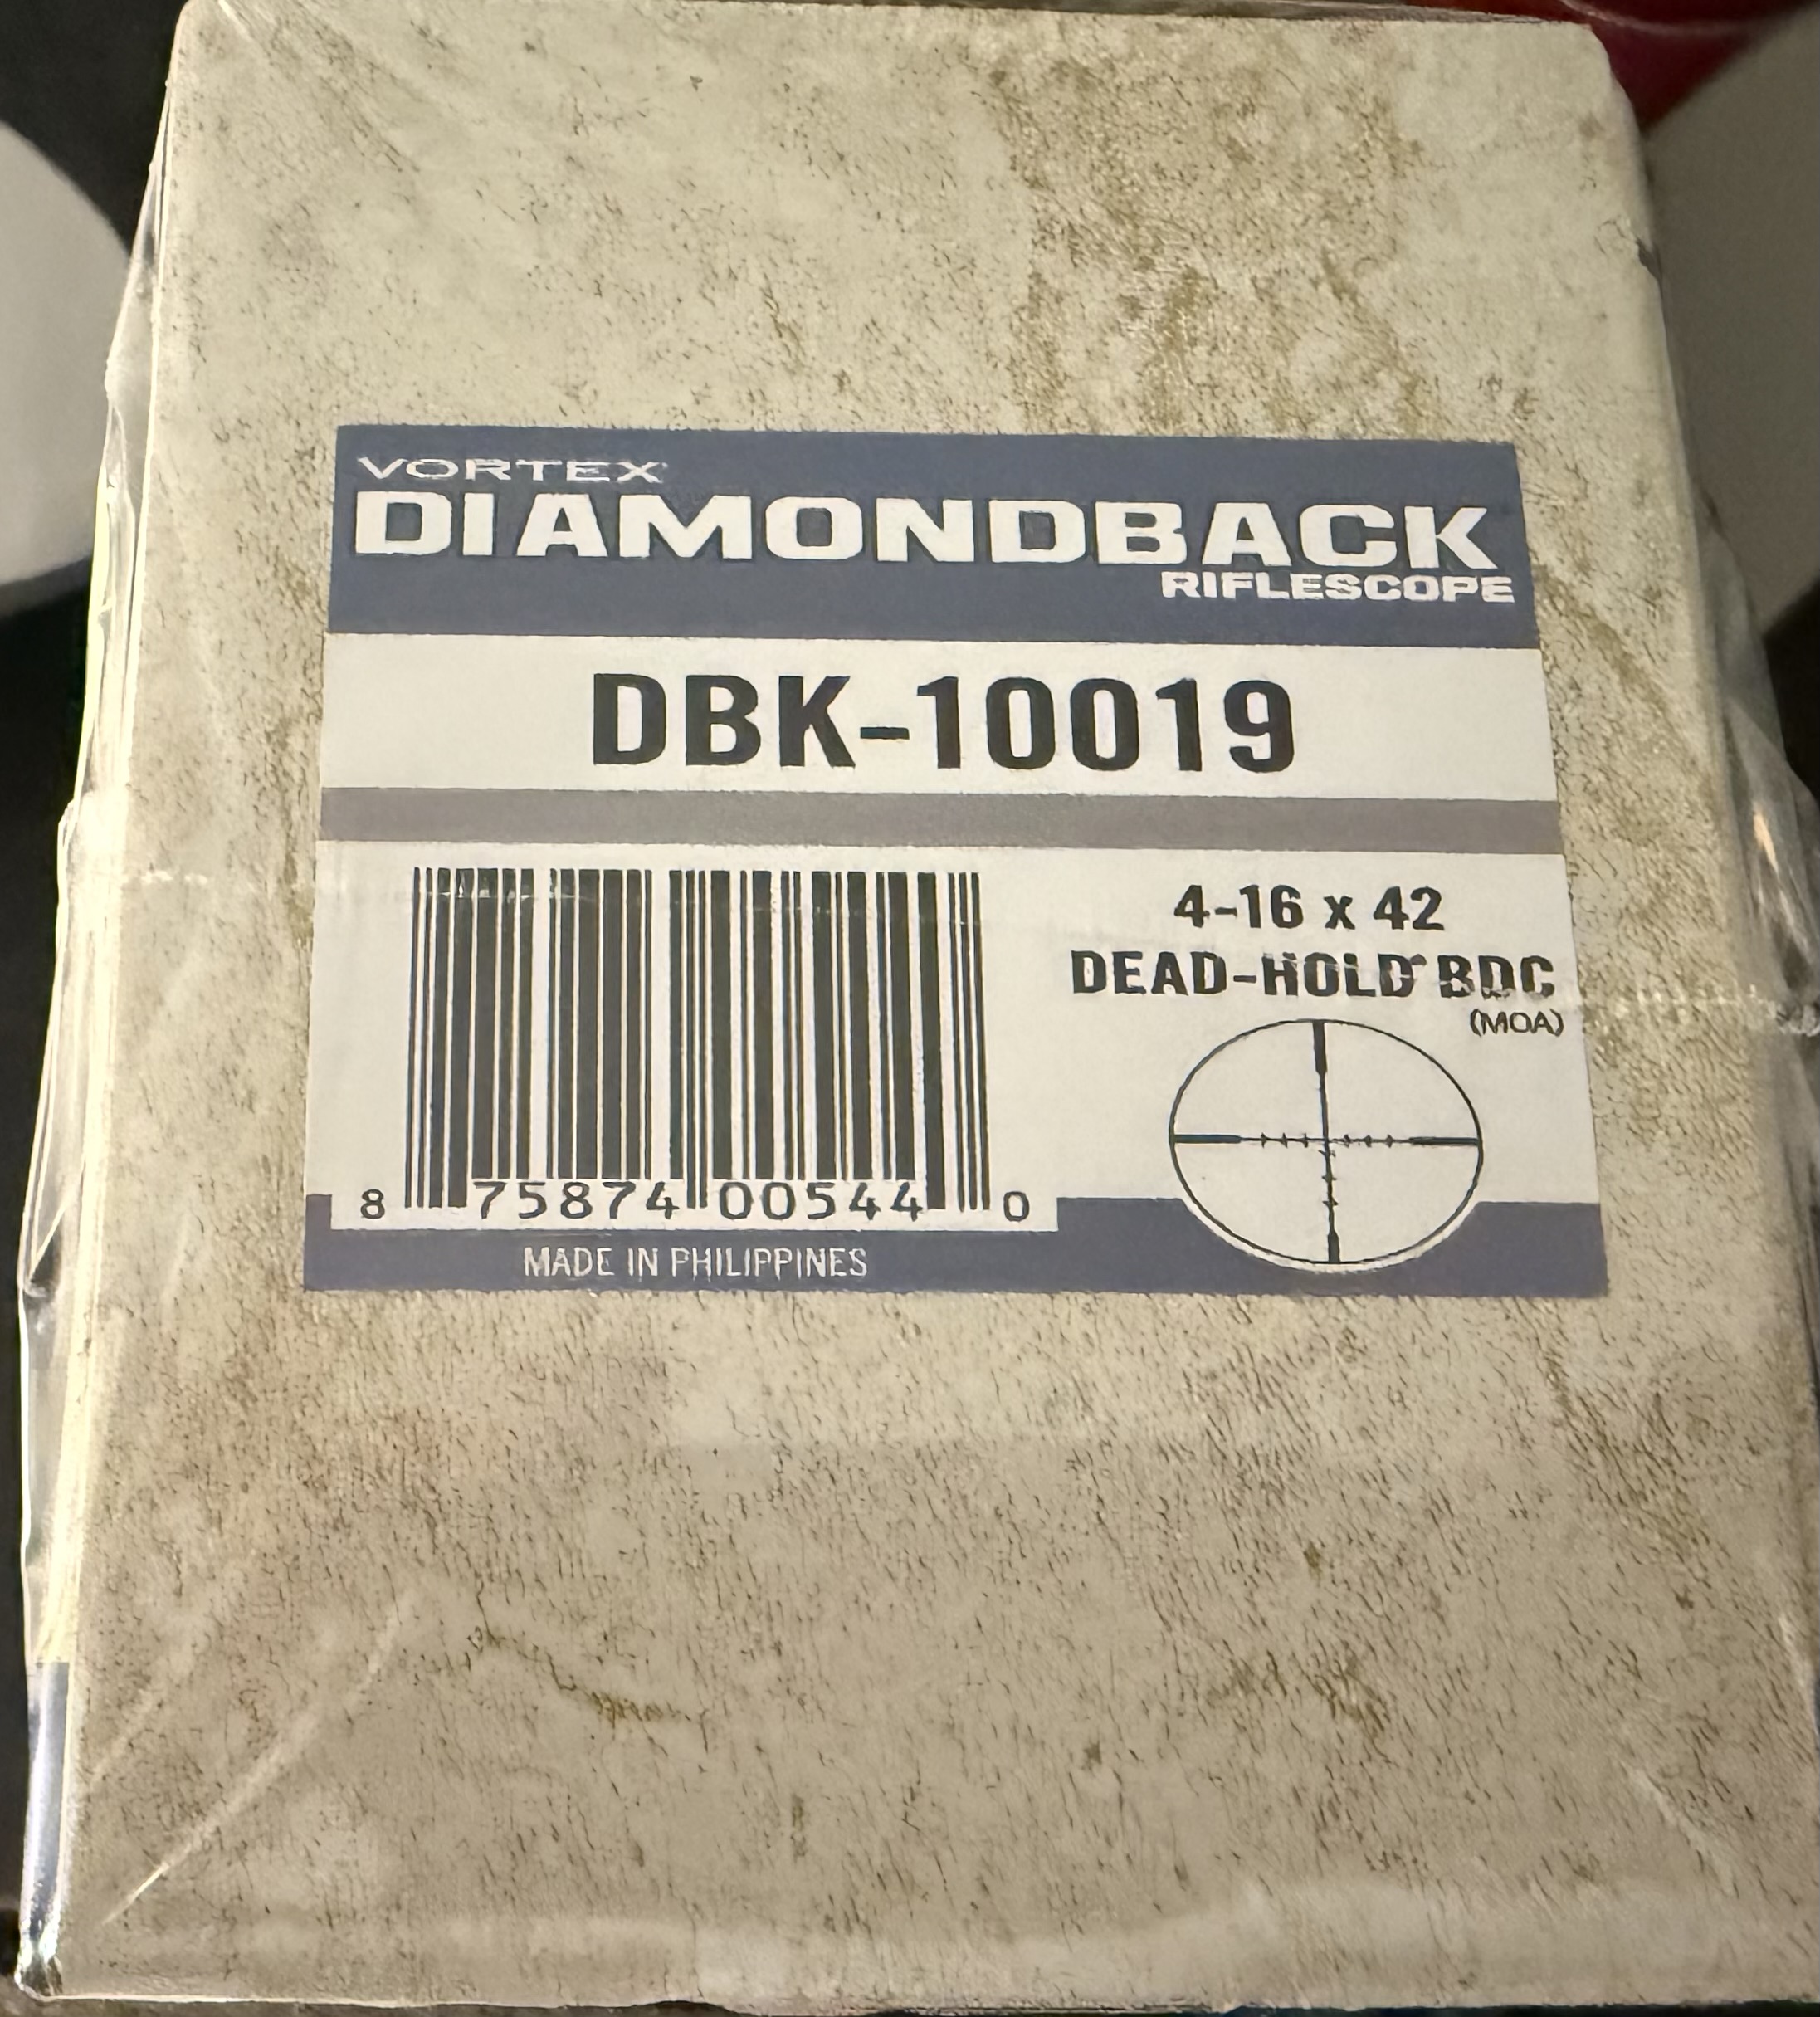 VORTEX
DIAMONDBACK
RIFLESCOPE
DBK-10019
4-16 x 42
DEAD-HOLD® BDC
(MOA)
8 75874 00544 0
MADE IN PHILIPPINES